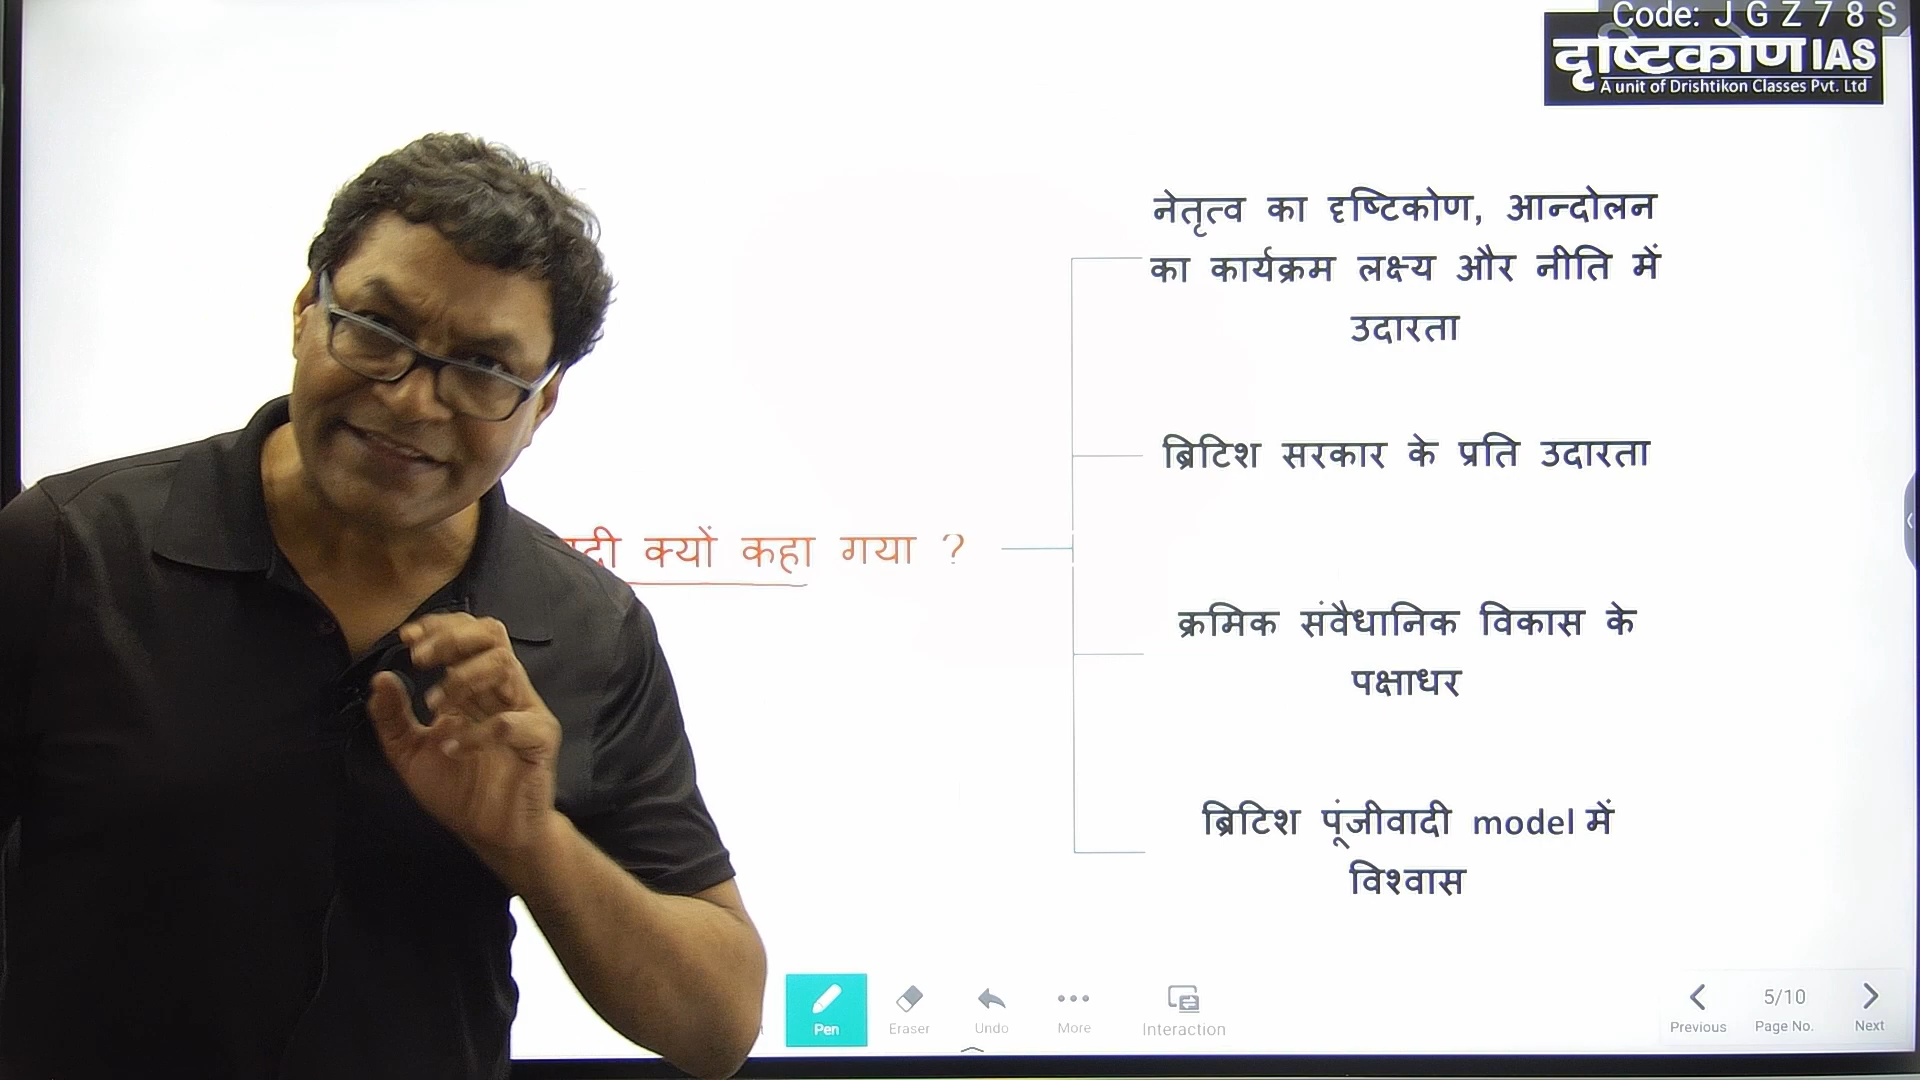 Code: J G Z 7 8 S
दृष्टिकोण IAS
A unit of Drishtikon Classes Pvt. Ltd
नेतृत्व का दृष्टिकोण, आन्दोलन
का कार्यक्रम लक्ष्य और नीति में
उदारता
ब्रिटिश सरकार के प्रति उदारता
क्यों कहा गया ?
क्रमिक संवैधानिक विकास के
पक्षाधर
ब्रिटिश पूंजीवादी model में
विश्वास
Pen
Eraser
Undo
More
Interaction
Previous
5/10
Page No.
Next